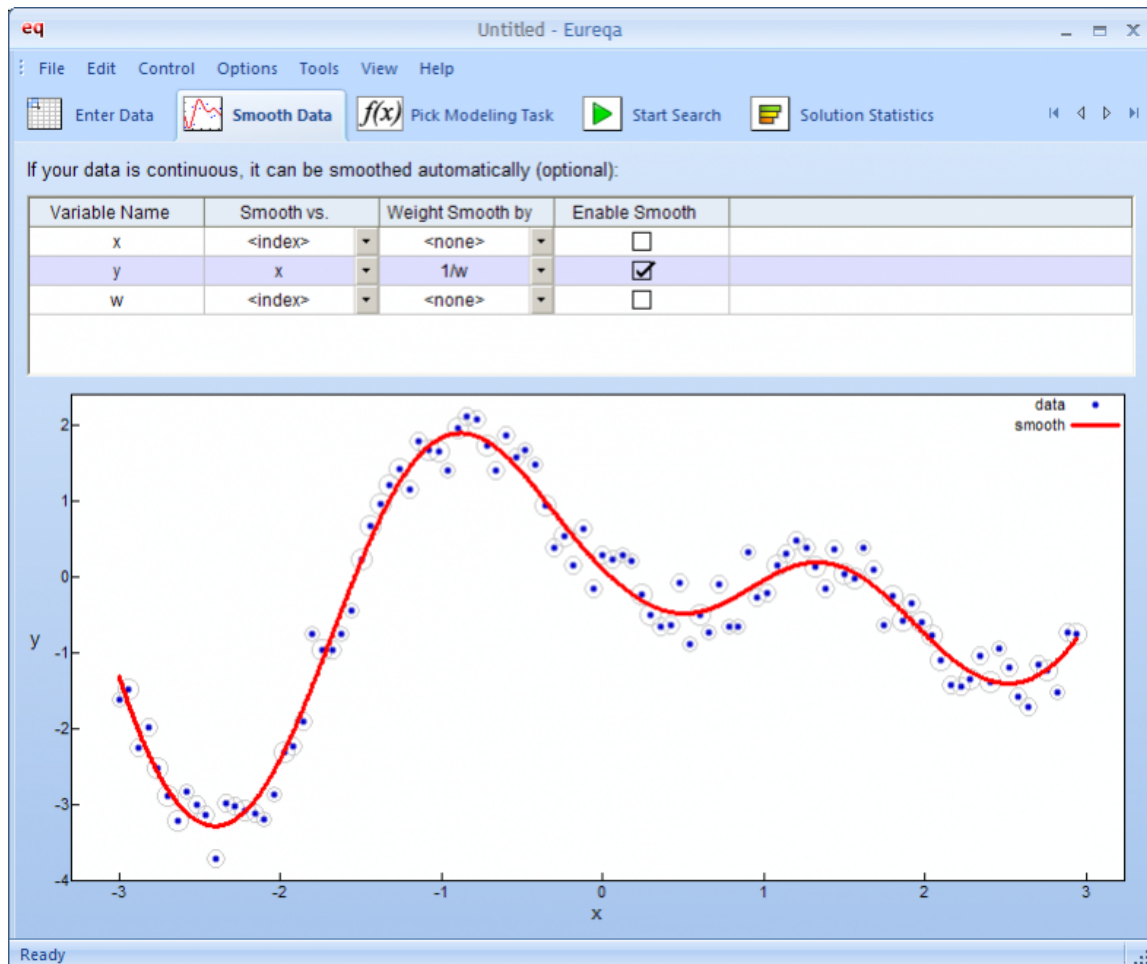 eq Untitled - Eureqa
File Edit Control Options Tools View Help
Enter Data Smooth Data f(x) Pick Modeling Task Start Search Solution Statistics
If your data is continuous, it can be smoothed automatically (optional):
Variable Name Smooth vs. Weight Smooth by Enable Smooth
x <index> <none>
y x 1/w
w <index> <none>
data
smooth
2
1
0
y
-1
-2
-3
-4
-3 -2 -1 0 1 2 3
x
Ready